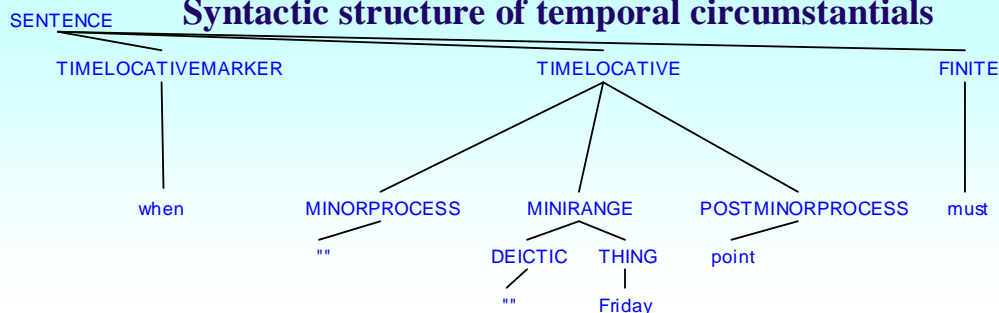 Syntactic structure of temporal circumstantials
SENTENCE
TIMELOCATIVEMARKER TIMELOCATIVE FINITE
when MINORPROCESS MINIRANGE POSTMINORPROCESS must
"" DEICTIC THING point
"" Friday